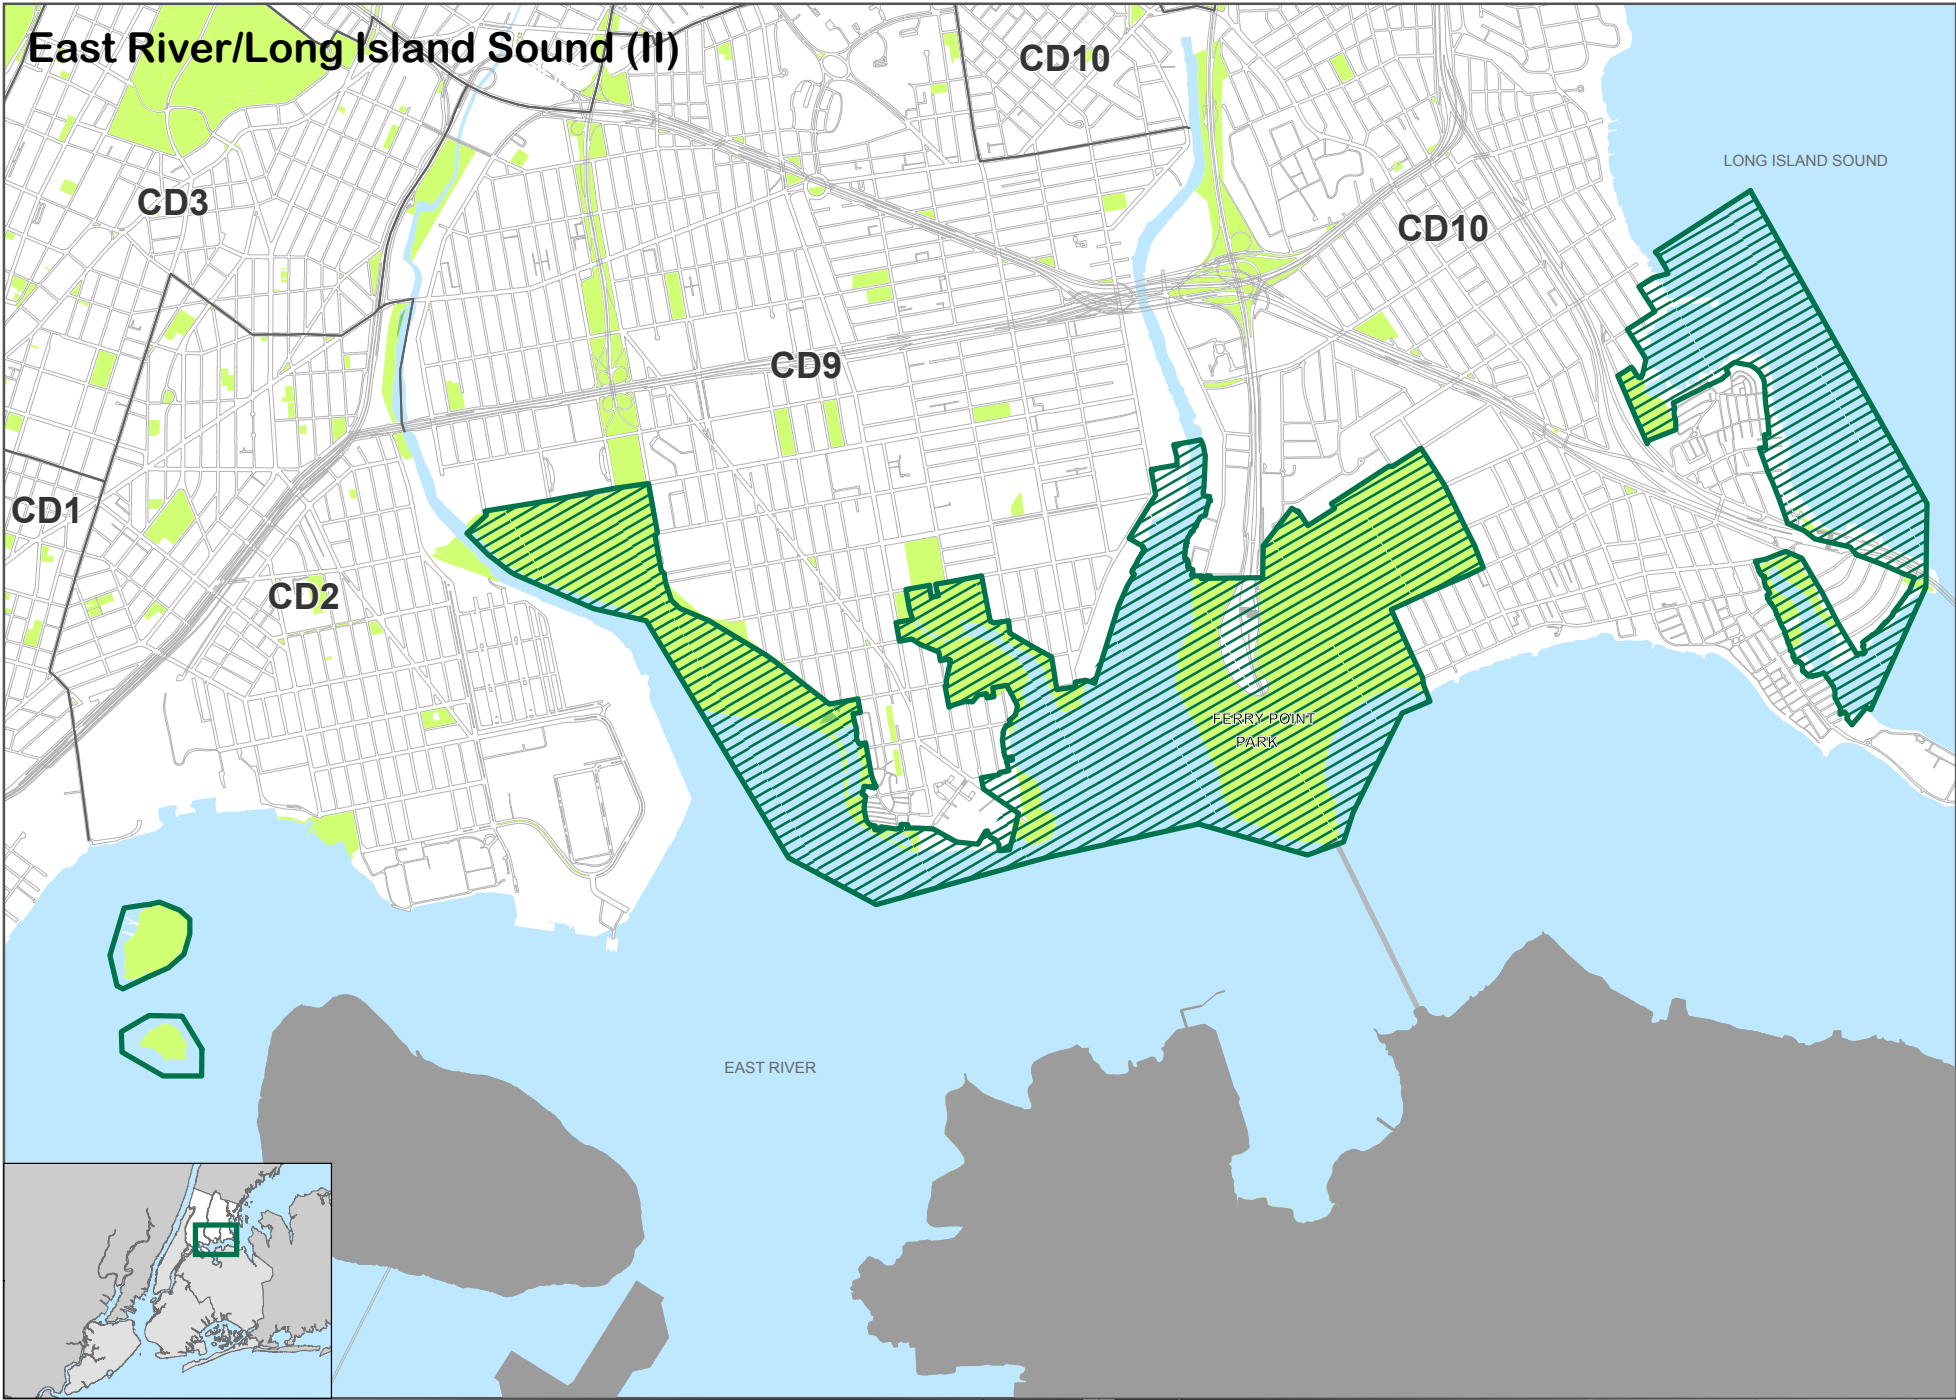 East River/Long Island Sound (II)
CD10
LONG ISLAND SOUND
CD3
CD10
CD9
CD1
CD2
FERRY POINT
PARK
EAST RIVER